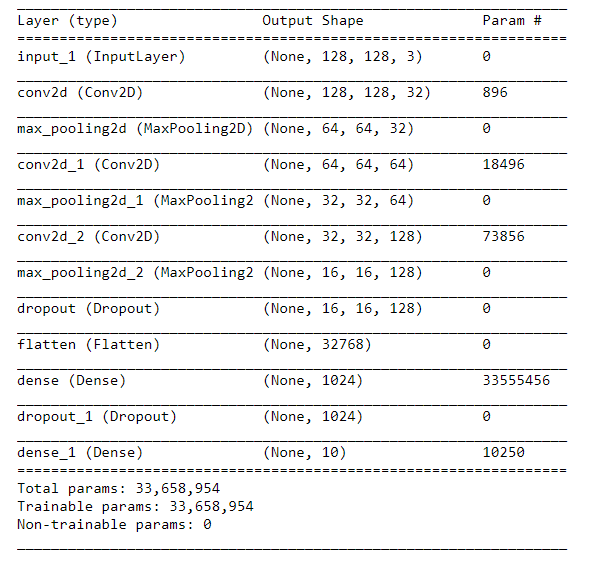 Layer (type) Output Shape Param #
input_1 (InputLayer) (None, 128, 128, 3) 0
conv2d (Conv2D) (None, 128, 128, 32) 896
max_pooling2d (MaxPooling2D) (None, 64, 64, 32) 0
conv2d_1 (Conv2D) (None, 64, 64, 64) 18496
max_pooling2d_1 (MaxPooling2 (None, 32, 32, 64) 0
conv2d_2 (Conv2D) (None, 32, 32, 128) 73856
max_pooling2d_2 (MaxPooling2 (None, 16, 16, 128) 0
dropout (Dropout) (None, 16, 16, 128) 0
flatten (Flatten) (None, 32768) 0
dense (Dense) (None, 1024) 33555456
dropout_1 (Dropout) (None, 1024) 0
dense_1 (Dense) (None, 10) 10250
Total params: 33,658,954
Trainable params: 33,658,954
Non-trainable params: 0